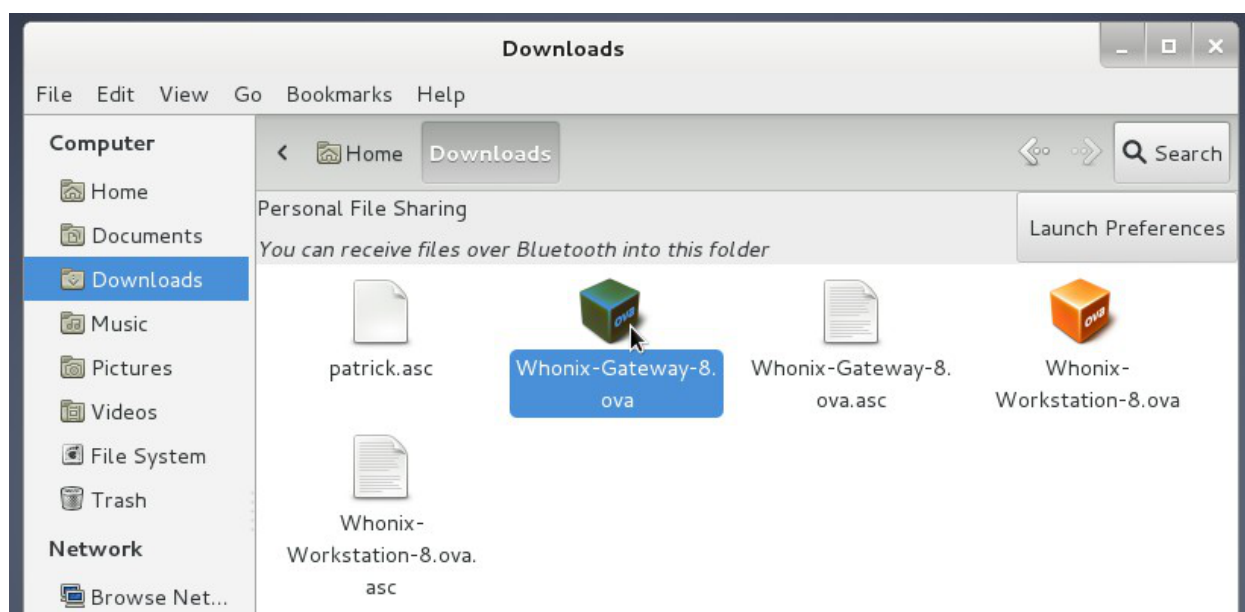 Downloads
File Edit View Go Bookmarks Help
Computer
Home
Documents
Downloads
Music
Pictures
Videos
File System
Trash
Network
Browse Net...
Home Downloads
Search
Personal File Sharing
You can receive files over Bluetooth into this folder
Launch Preferences
patrick.asc
Whonix-Gateway-8.
ova
Whonix-Gateway-8.
ova.asc
Whonix-
Workstation-8.ova
Whonix-
Workstation-8.ova.
asc
ova
ova